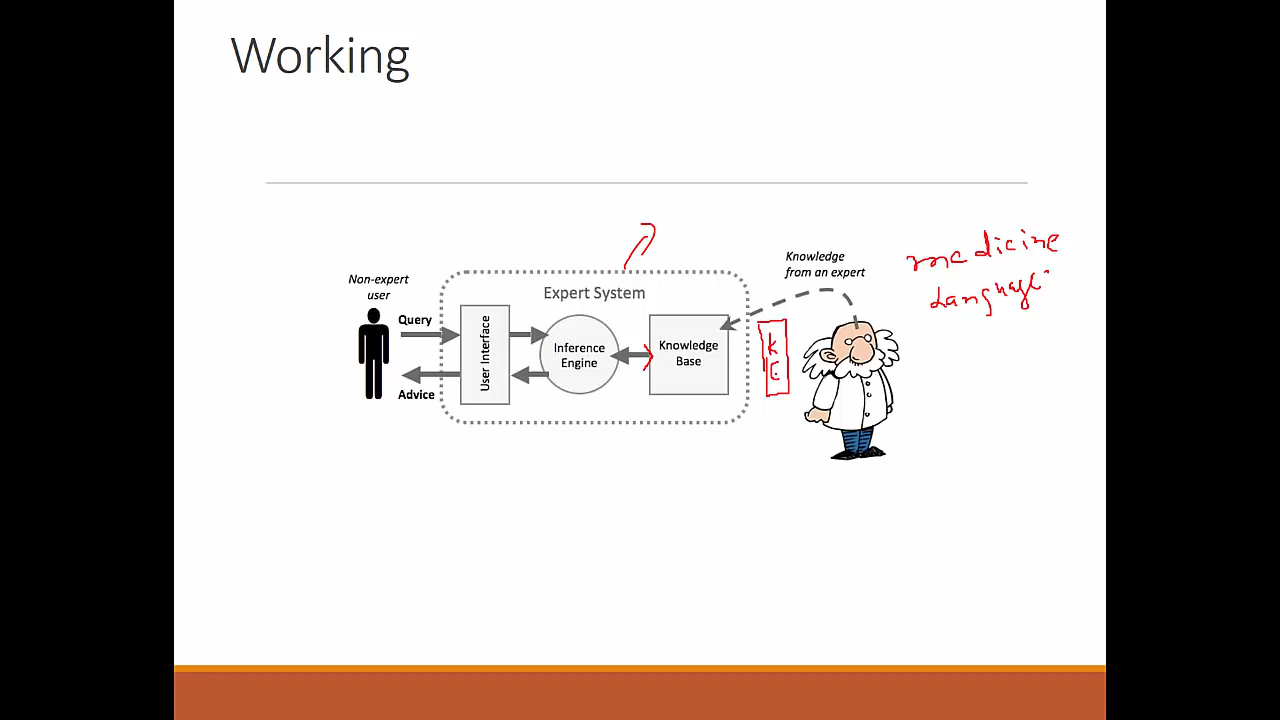 Working
medicine
Language
Knowledge
from an expert
Non-expert
user
Expert System
Query
User Interface
Inference
Engine
Knowledge
Base
K
E
Advice